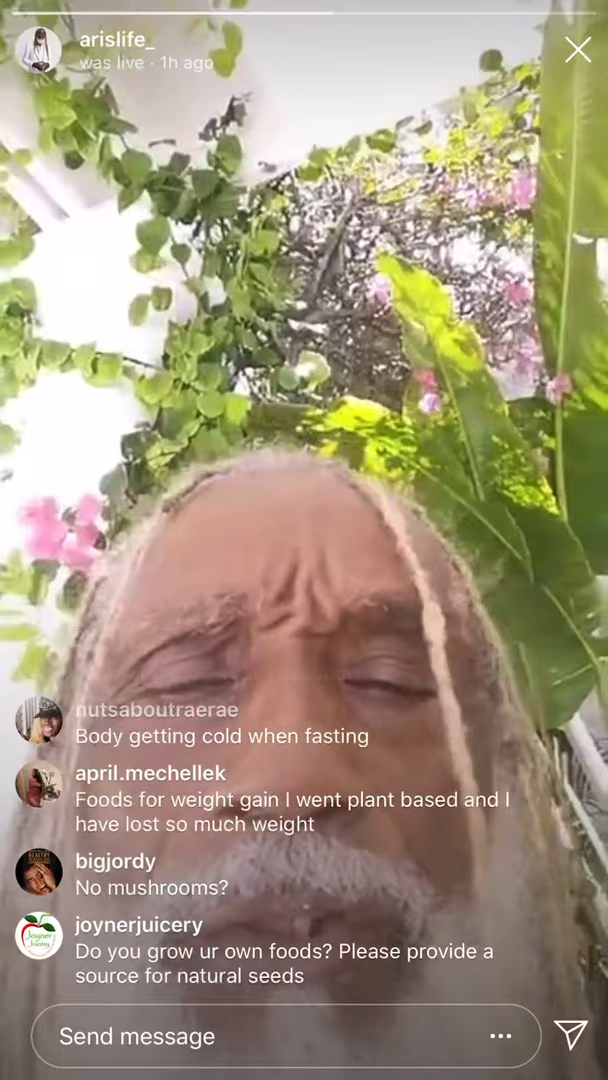 arislife_
was live · 1h ago
nutsaboutraerae
Body getting cold when fasting
april.mechellek
Foods for weight gain I went plant based and I
have lost so much weight
bigjordy
No mushrooms?
joynerjuicery
Do you grow ur own foods? Please provide a
source for natural seeds
Send message